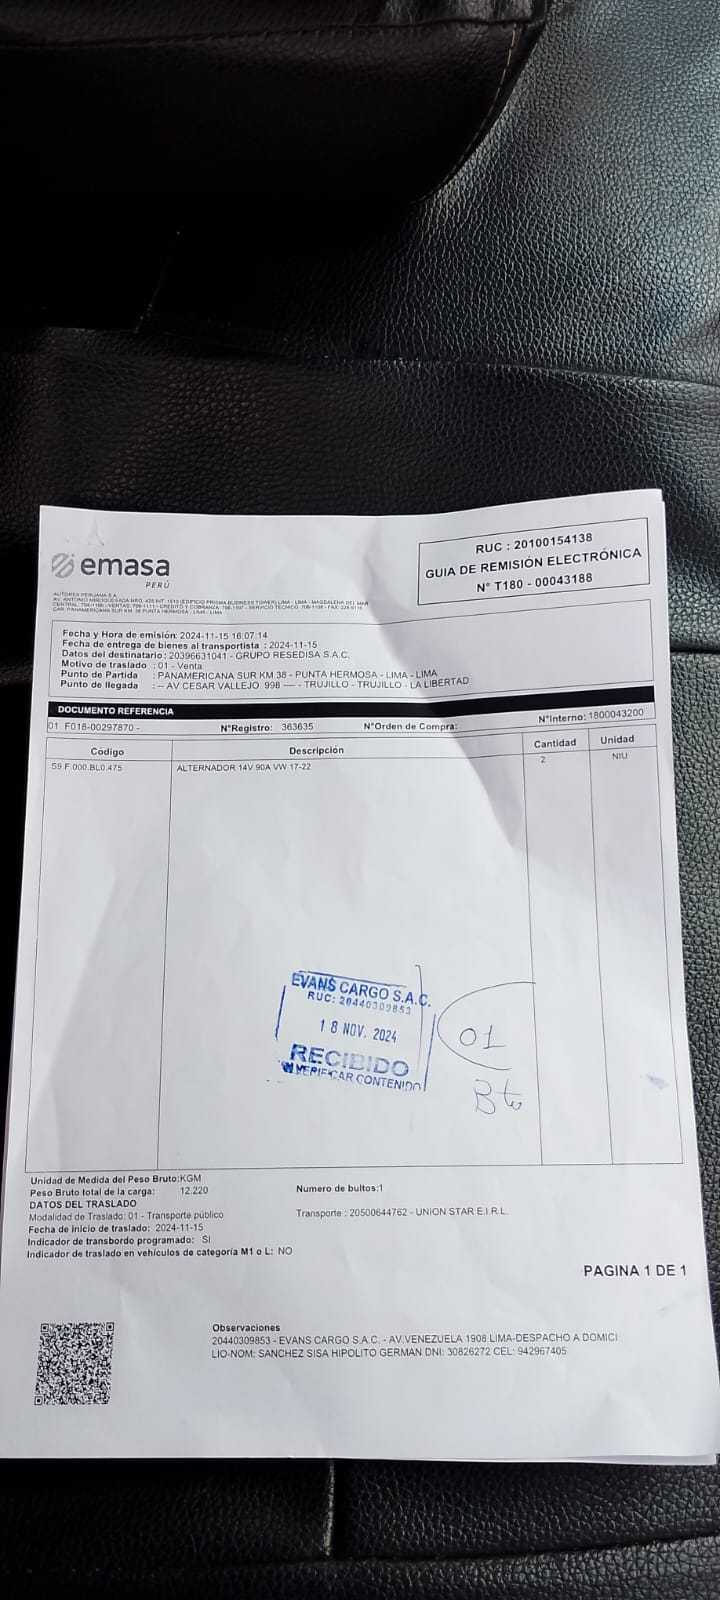 emasa
PERÚ
RUC : 20100154138
GUIA DE REMISIÓN ELECTRÓNICA
N° T180 - 00043188
AUTOREX PERUANA S.A.
Fecha y Hora de emisión: 2024-11-15 16:07:14
Fecha de entrega de bienes al transportista : 2024-11-15
Datos del destinatario : 20396631041 - GRUPO RESEDISA S.A.C.
Motivo de traslado : 01 - Venta
Punto de Partida : PANAMERICANA SUR KM 38 - PUNTA HERMOSA - LIMA - LIMA
Punto de llegada : -- AV CESAR VALLEJO 998 ---- - TRUJILLO - TRUJILLO - LA LIBERTAD
DOCUMENTO REFERENCIA
01 F018-00297870 - N°Registro: 363635 N°Orden de Compra: N°Interno: 1800043200
Código Descripción Cantidad Unidad
S9.F.000.BL0.475 ALTERNADOR 14V 90A VW 17-22 2 NIU
EVANS CARGO S.A.C.
RUC: 20440309853
18 NOV. 2024
RECIBIDO
VERIFICAR CONTENIDO
01
Unidad de Medida del Peso Bruto:KGM
Peso Bruto total de la carga: 12.220 Numero de bultos:1
DATOS DEL TRASLADO
Modalidad de Traslado: 01 - Transporte público Transporte : 20500644762 - UNION STAR E.I.R.L.
Fecha de inicio de traslado: 2024-11-15
Indicador de transbordo programado: SI
Indicador de traslado en vehículos de categoría M1 o L: NO
PAGINA 1 DE 1
Observaciones
20440309853 - EVANS CARGO S.A.C. - AV.VENEZUELA 1908 LIMA-DESPACHO A DOMICI
LIO-NOM: SANCHEZ SISA HIPOLITO GERMAN DNI: 30826272 CEL: 942967405